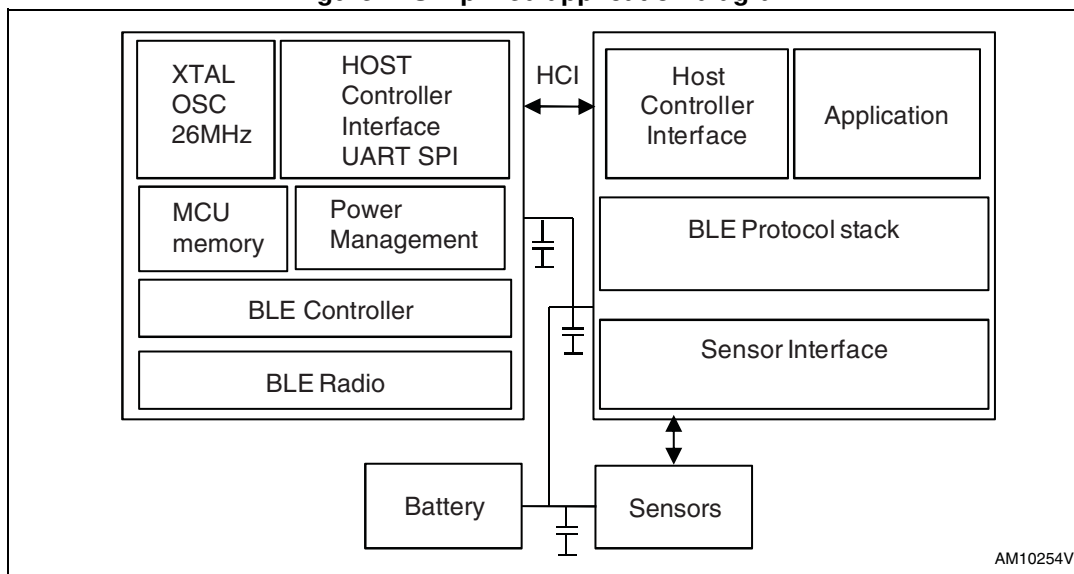 XTAL
OSC
26MHz
HOST
Controller
Interface
UART SPI
HCI
Host
Controller
Interface
Application
MCU
memory
Power
Management
BLE Protocol stack
BLE Controller
Sensor Interface
BLE Radio
Battery
Sensors
AM10254V